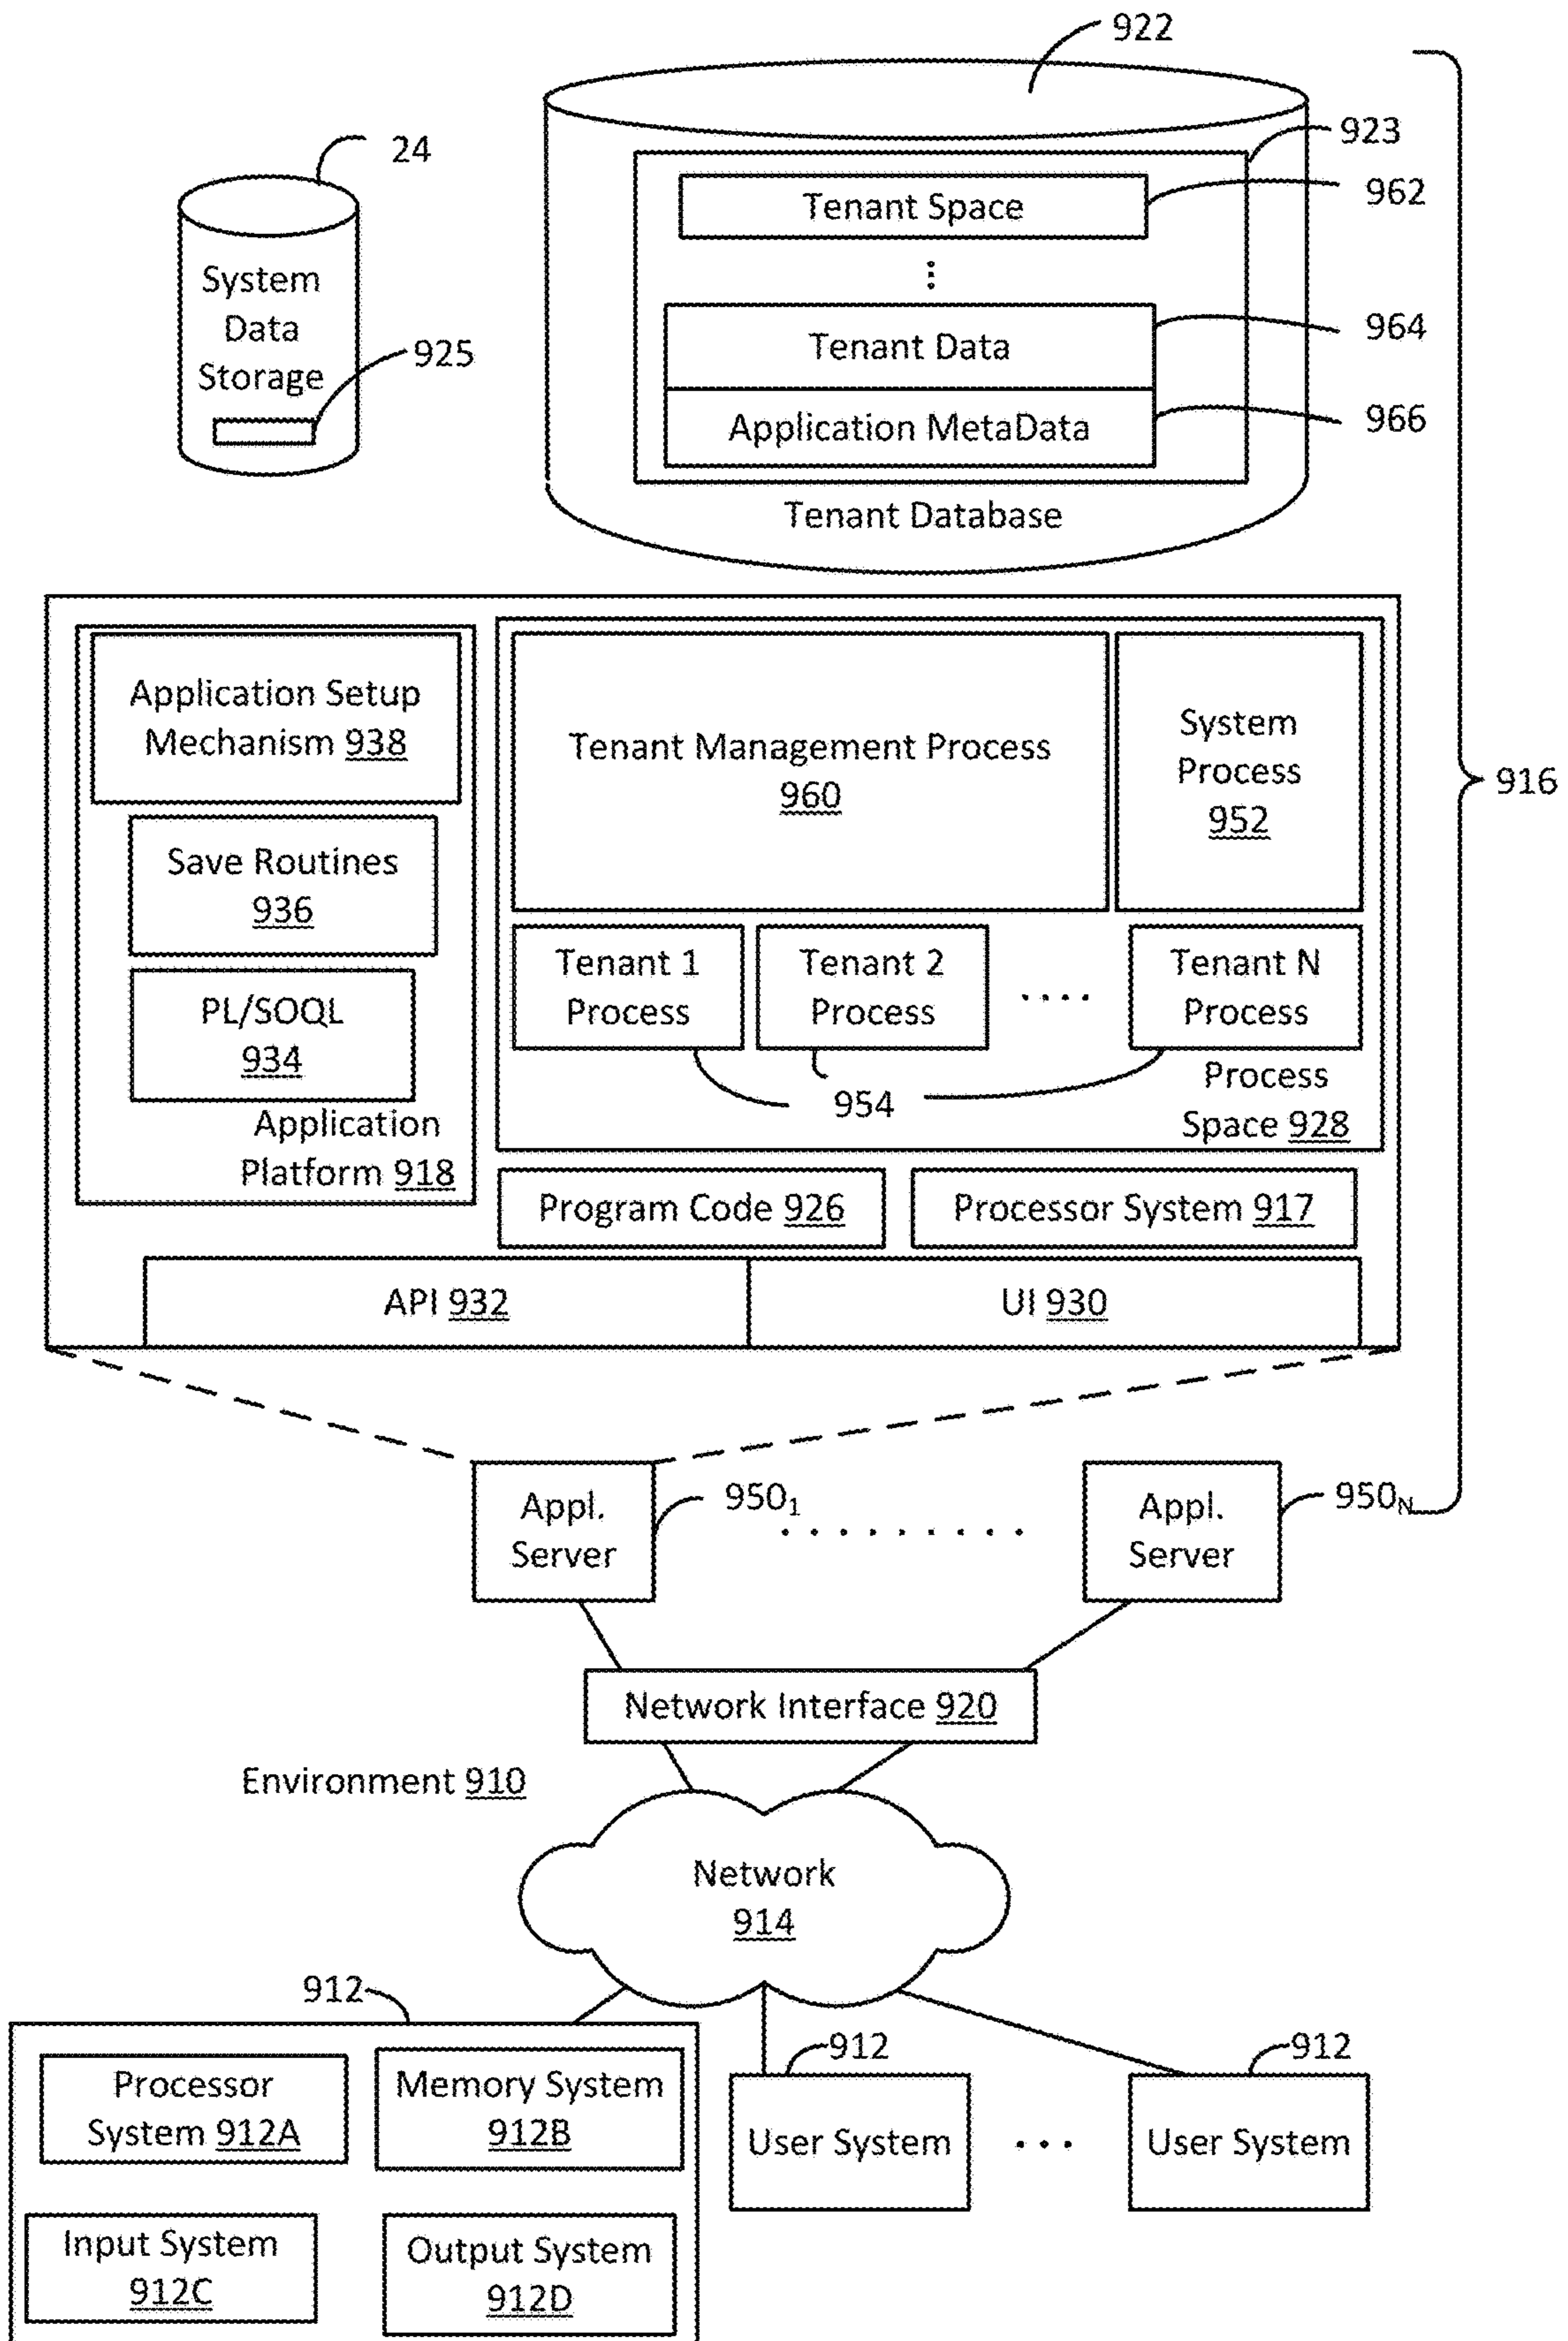 922
923
24
962
Tenant Space
System
Data
Storage
964
Tenant Data
925
966
Application MetaData
Tenant Database
Application Setup
Mechanism 938
Tenant Management Process
960
System
Process
952
916
Save Routines
936
Tenant 1
Process
Tenant 2
Process
....
Tenant N
Process
PL/SOQL
934
954
Process
Space 928
Application
Platform 918
Program Code 926
Processor System 917
API 932
UI 930
Appl.
Server
950₁
.........
Appl.
Server
950ₙ
Network Interface 920
Environment 910
Network
914
912
912
912
Processor
System 912A
Memory System
912B
User System
...
User System
Input System
912C
Output System
912D